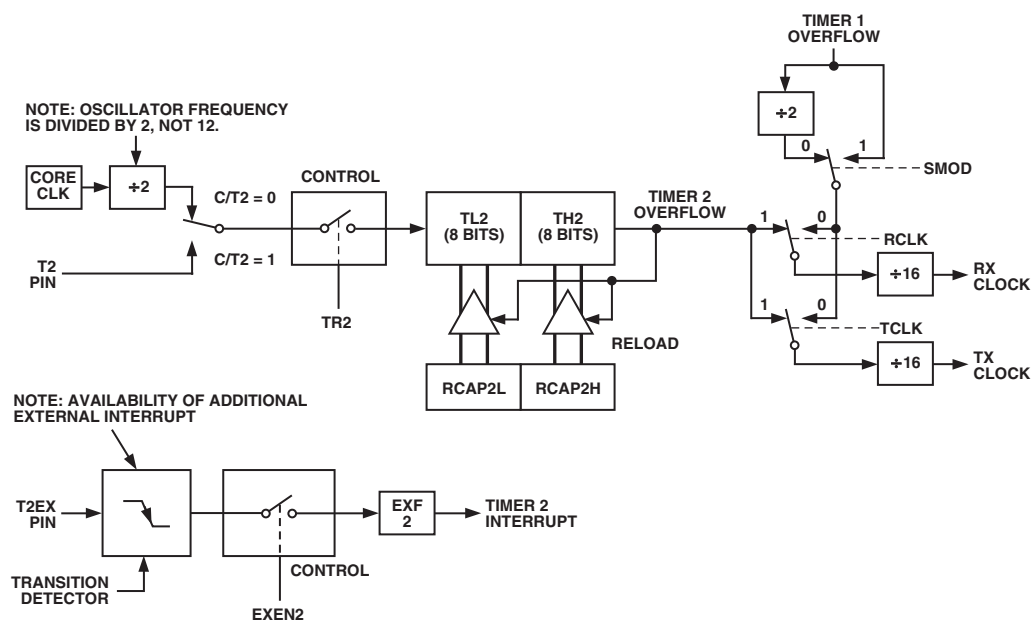 TIMER 1
OVERFLOW
NOTE: OSCILLATOR FREQUENCY
IS DIVIDED BY 2, NOT 12.
÷2
0
1
SMOD
CORE
CLK
÷2
C/T2 = 0
CONTROL
TL2
(8 BITS)
TH2
(8 BITS)
TIMER 2
OVERFLOW
1
0
RCLK
T2
PIN
C/T2 = 1
÷16
RX
CLOCK
TR2
1
0
TCLK
RELOAD
÷16
TX
CLOCK
RCAP2L
RCAP2H
NOTE: AVAILABILITY OF ADDITIONAL
EXTERNAL INTERRUPT
T2EX
PIN
EXF
2
TIMER 2
INTERRUPT
CONTROL
TRANSITION
DETECTOR
EXEN2